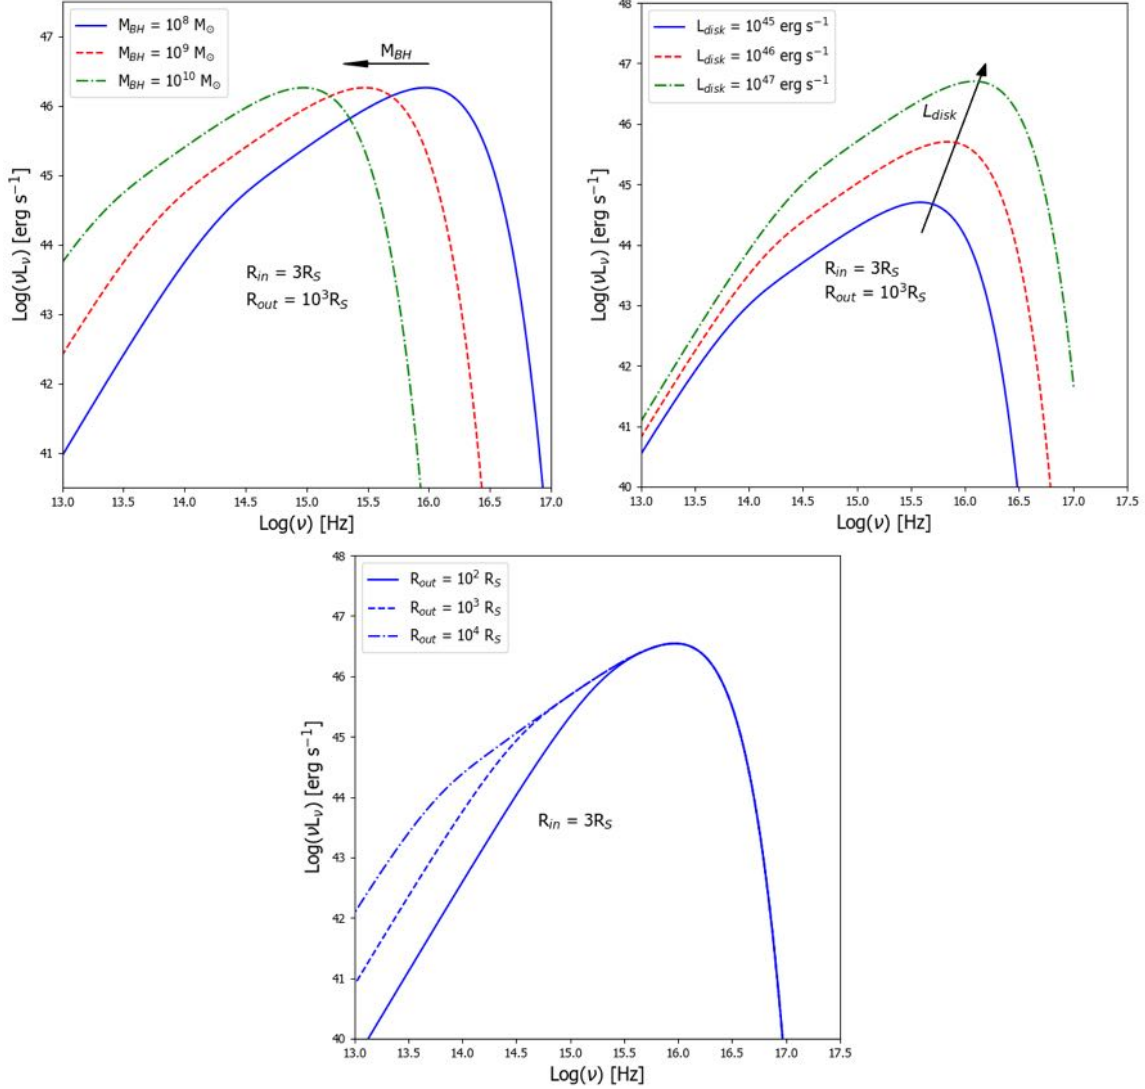 M_BH = 10^8 M_⊙
M_BH = 10^9 M_⊙
M_BH = 10^10 M_⊙
M_BH
R_in = 3R_S
R_out = 10^3R_S
Log(νL_ν) [erg s^−1]
47
46
45
44
43
42
41
13.0 13.5 14.0 14.5 15.0 15.5 16.0 16.5 17.0
Log(ν) [Hz]
L_disk = 10^45 erg s^−1
L_disk = 10^46 erg s^−1
L_disk = 10^47 erg s^−1
L_disk
R_in = 3R_S
R_out = 10^3R_S
Log(νL_ν) [erg s^−1]
48
47
46
45
44
43
42
41
40
13.0 13.5 14.0 14.5 15.0 15.5 16.0 16.5 17.0 17.5
Log(ν) [Hz]
R_out = 10^2 R_S
R_out = 10^3 R_S
R_out = 10^4 R_S
R_in = 3R_S
Log(νL_ν) [erg s^−1]
48
47
46
45
44
43
42
41
40
13.0 13.5 14.0 14.5 15.0 15.5 16.0 16.5 17.0 17.5
Log(ν) [Hz]